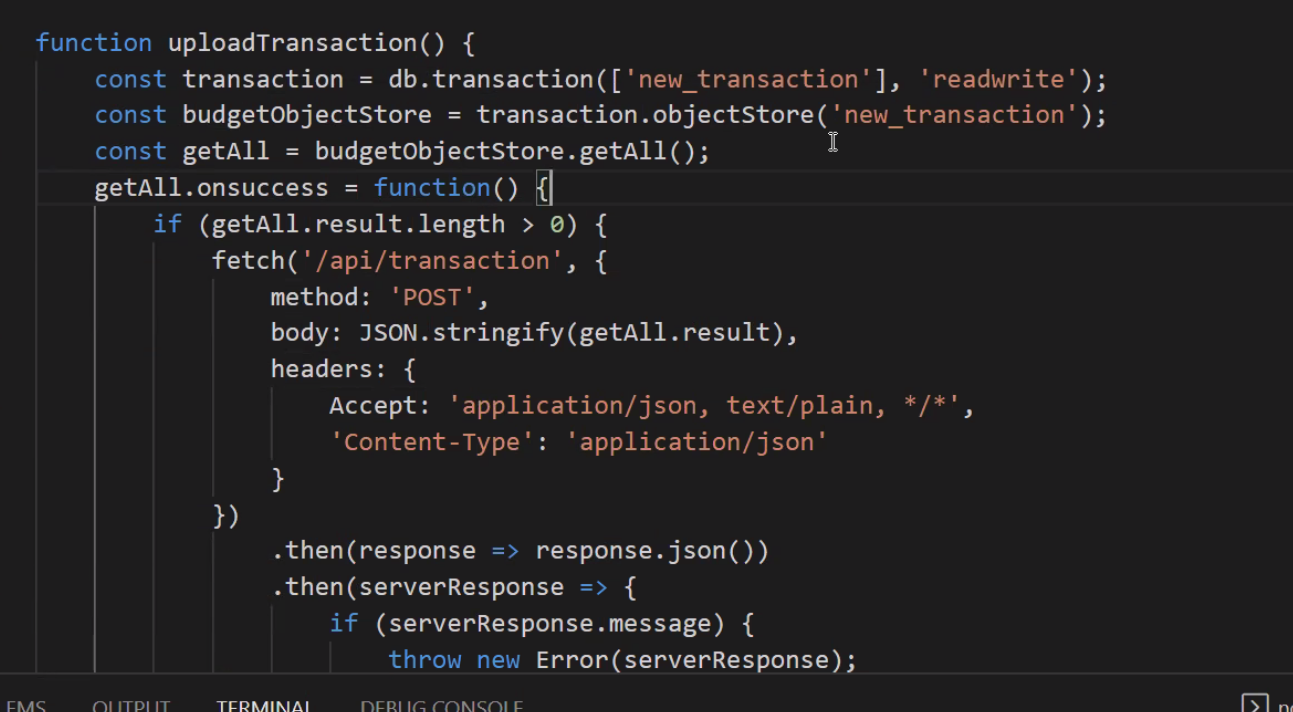 function uploadTransaction() {
    const transaction = db.transaction(['new_transaction'], 'readwrite');
    const budgetObjectStore = transaction.objectStore('new_transaction');
    const getAll = budgetObjectStore.getAll();
    getAll.onsuccess = function() {
        if (getAll.result.length > 0) {
            fetch('/api/transaction', {
                method: 'POST',
                body: JSON.stringify(getAll.result),
                headers: {
                    Accept: 'application/json, text/plain, */*',
                    'Content-Type': 'application/json'
                }
            })
                .then(response => response.json())
                .then(serverResponse => {
                    if (serverResponse.message) {
                        throw new Error(serverResponse);
EMS OUTPUT TERMINAL DEBUG CONSOLE